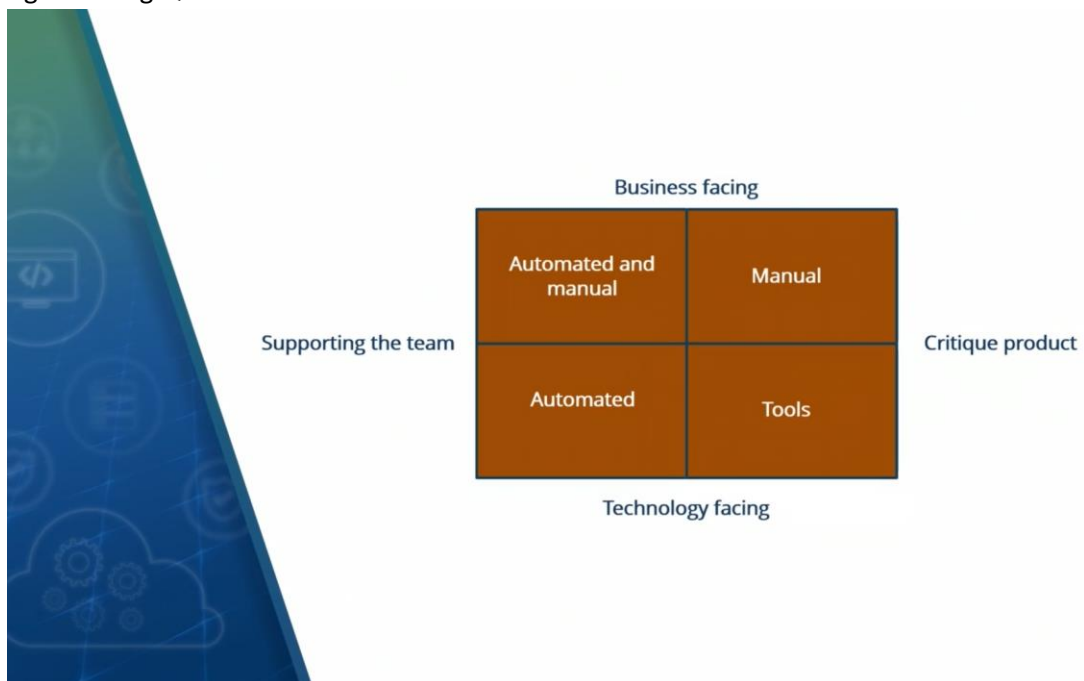 Business facing
Automated and
manual
Manual
Supporting the team
Critique product
Automated
Tools
Technology facing